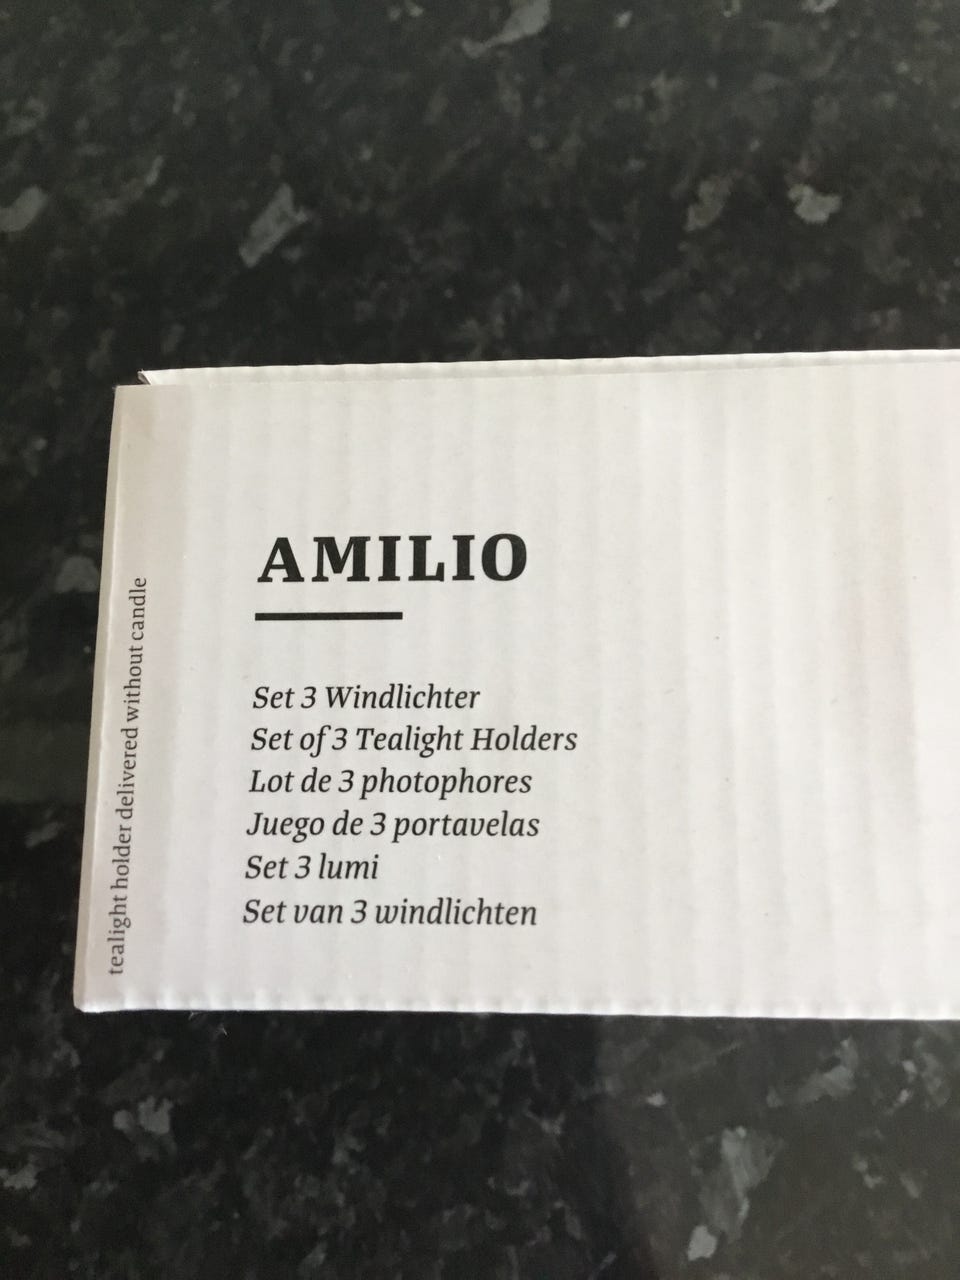 AMILIO
Set 3 Windlichter
Set of 3 Tealight Holders
Lot de 3 photophores
Juego de 3 portavelas
Set 3 lumi
Set van 3 windlichten
tealight holder delivered without candle